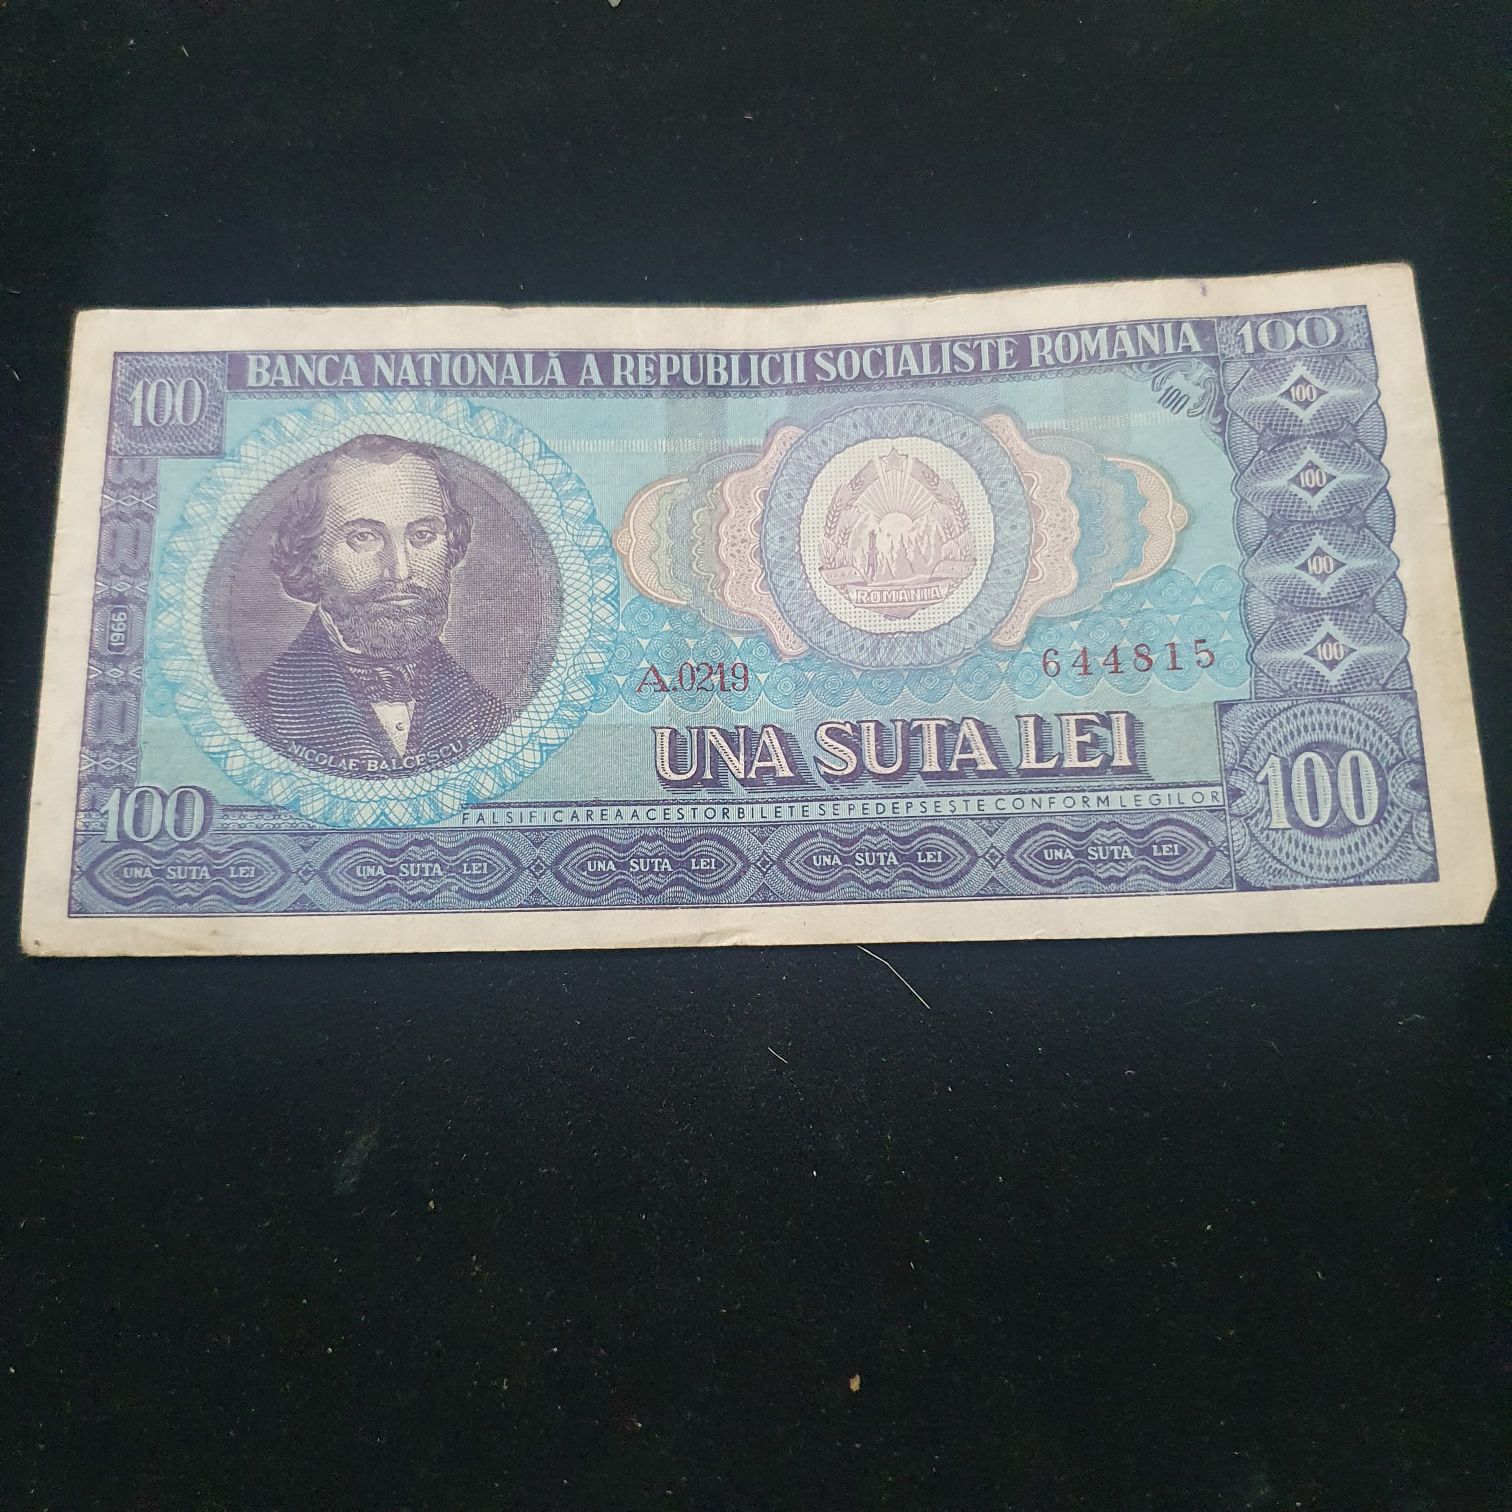 BANCA NAȚIONALĂ A REPUBLICII SOCIALISTE ROMÂNIA
100
100
100
100
100
100
100
ROMÂNIA
1966
A.0219
644815
NICOLAE BALCESCU
UNA SUTA LEI
100
100
FALSIFICAREA ACESTOR BILETE SE PEDEPSEȘTE CONFORM LEGILOR
UNA SUTA LEI
UNA SUTA LEI
UNA SUTA LEI
UNA SUTA LEI
UNA SUTA LEI